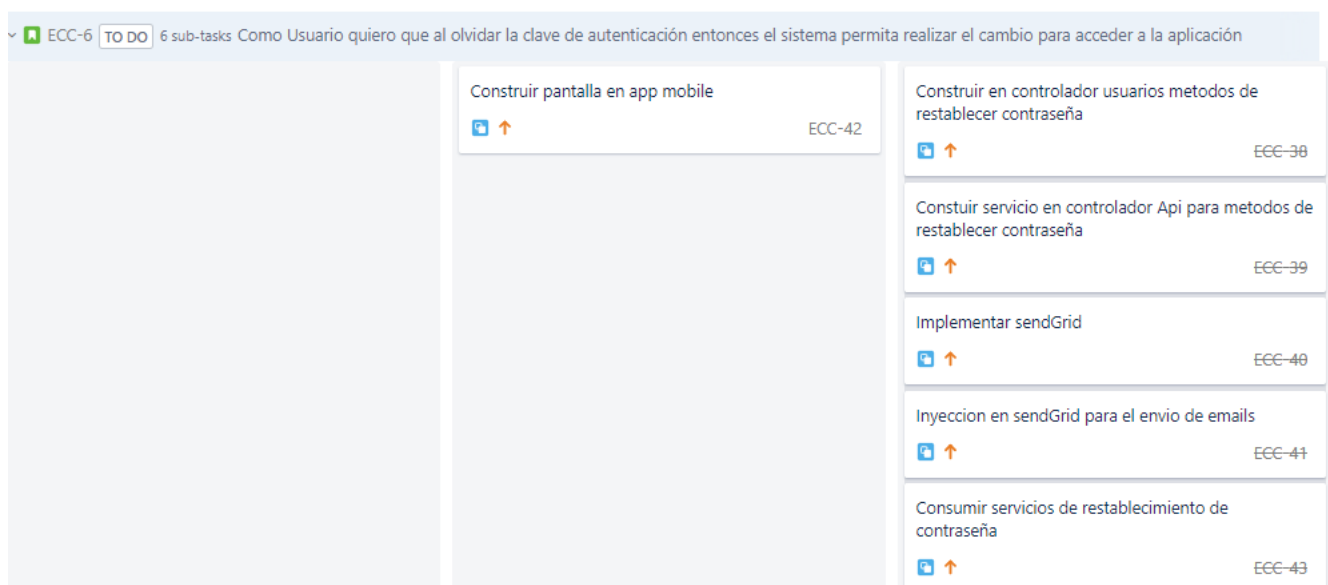 ECC-6 TO DO 6 sub-tasks Como Usuario quiero que al olvidar la clave de autenticación entonces el sistema permita realizar el cambio para acceder a la aplicación
Construir pantalla en app mobile
ECC-42
Construir en controlador usuarios metodos de
restablecer contraseña
ECC-38
Constuir servicio en controlador Api para metodos de
restablecer contraseña
ECC-39
Implementar sendGrid
ECC-40
Inyeccion en sendGrid para el envio de emails
ECC-41
Consumir servicios de restablecimiento de
contraseña
ECC-43